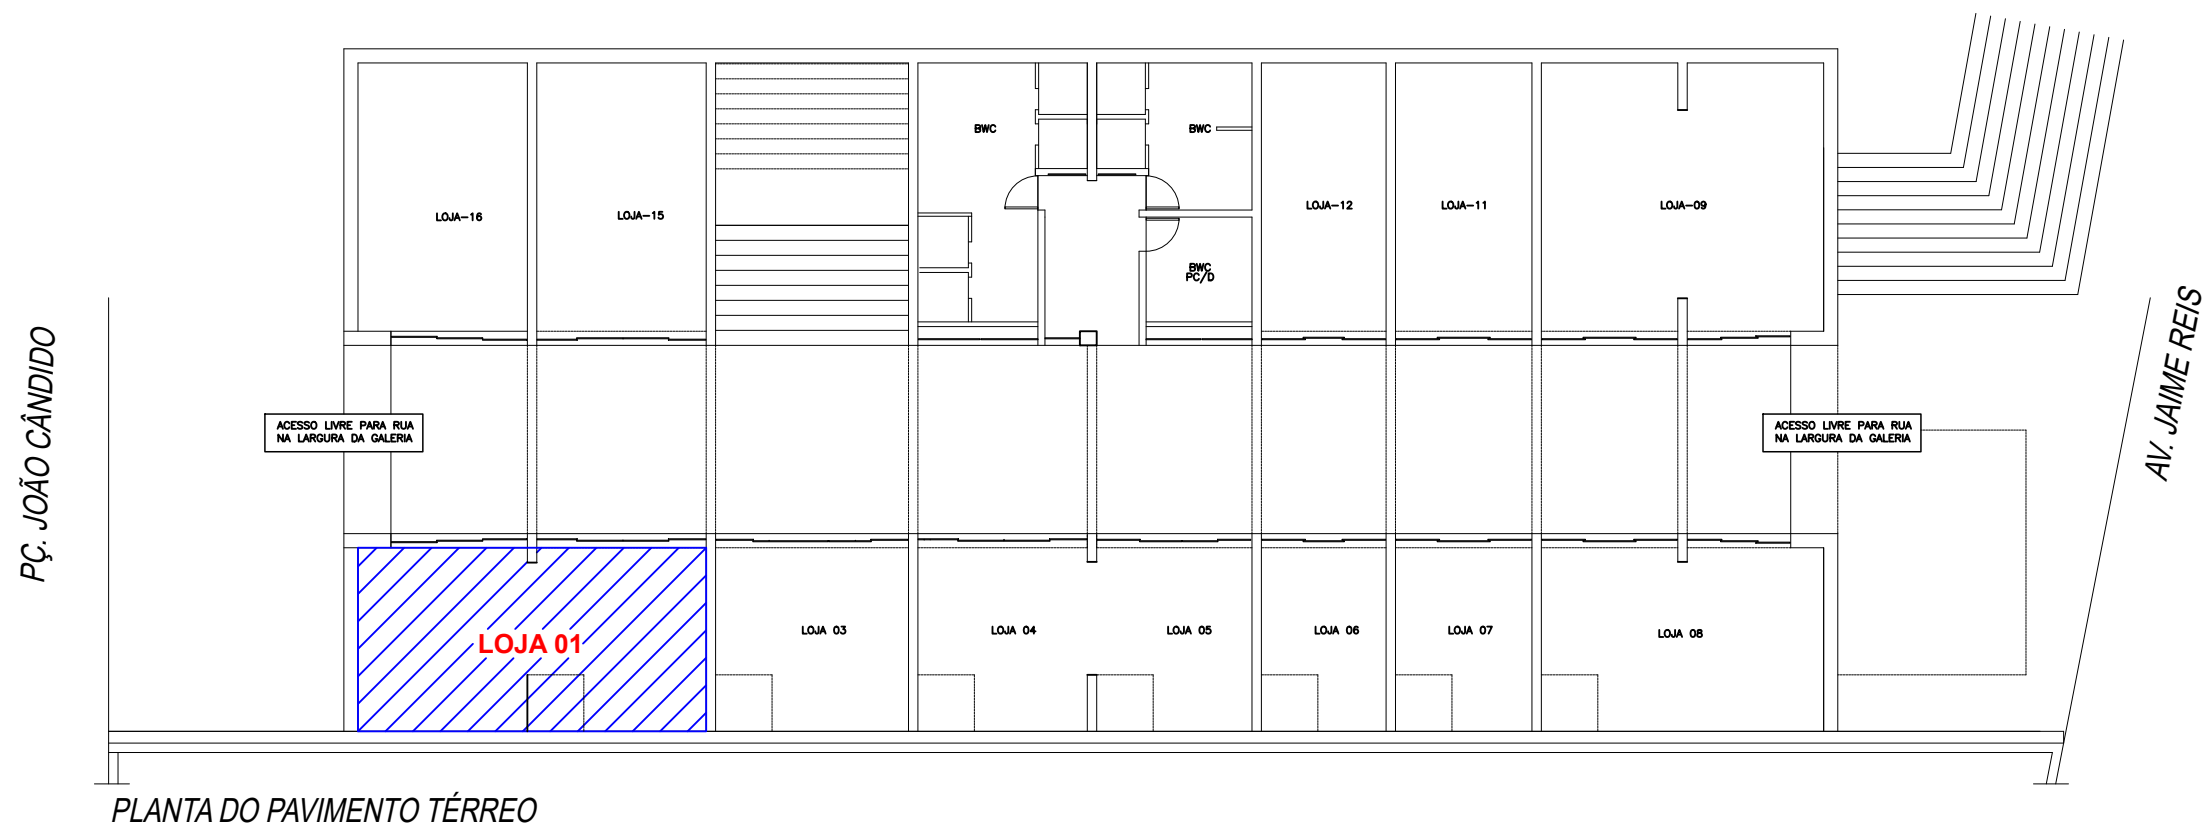 BWC
BWC
LOJA-16
LOJA-15
LOJA-12
LOJA-11
LOJA-09
BWC
PC/D
PÇ. JOÃO CÂNDIDO
AV. JAIME REIS
ACESSO LIVRE PARA RUA
NA LARGURA DA GALERIA
ACESSO LIVRE PARA RUA
NA LARGURA DA GALERIA
LOJA 01
LOJA 03
LOJA 04
LOJA 05
LOJA 06
LOJA 07
LOJA 08
PLANTA DO PAVIMENTO TÉRREO